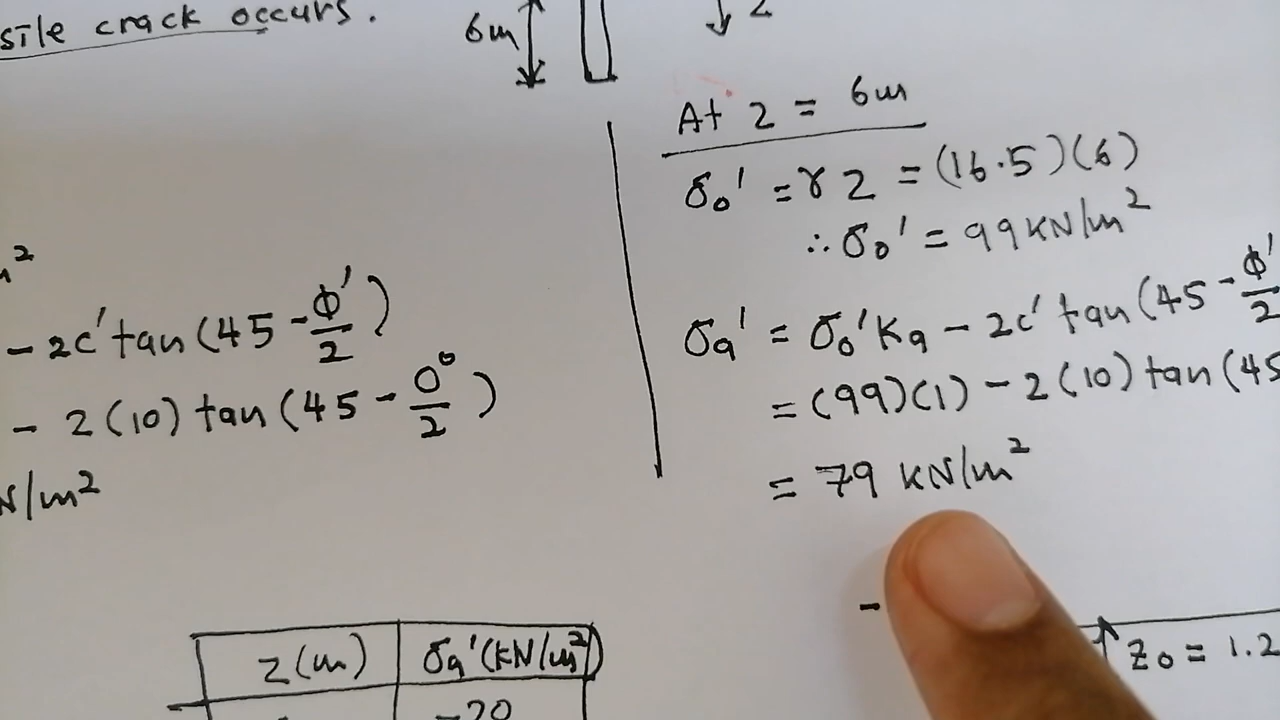 sile crack occurs.
6m
z
m²
- 2c' tan (45 - Φ'/2)
- 2(10) tan (45 - 0°/2)
N/m²
At z = 6m
σo' = γz = (16.5)(6)
∴ σo' = 99 KN/m²
σa' = σo' Ka - 2c' tan (45 - Φ'/2
= (99)(1) - 2(10) tan (45
= 79 KN/m²
-
z (m) σa' (KN/m²)
-20
zo = 1.2